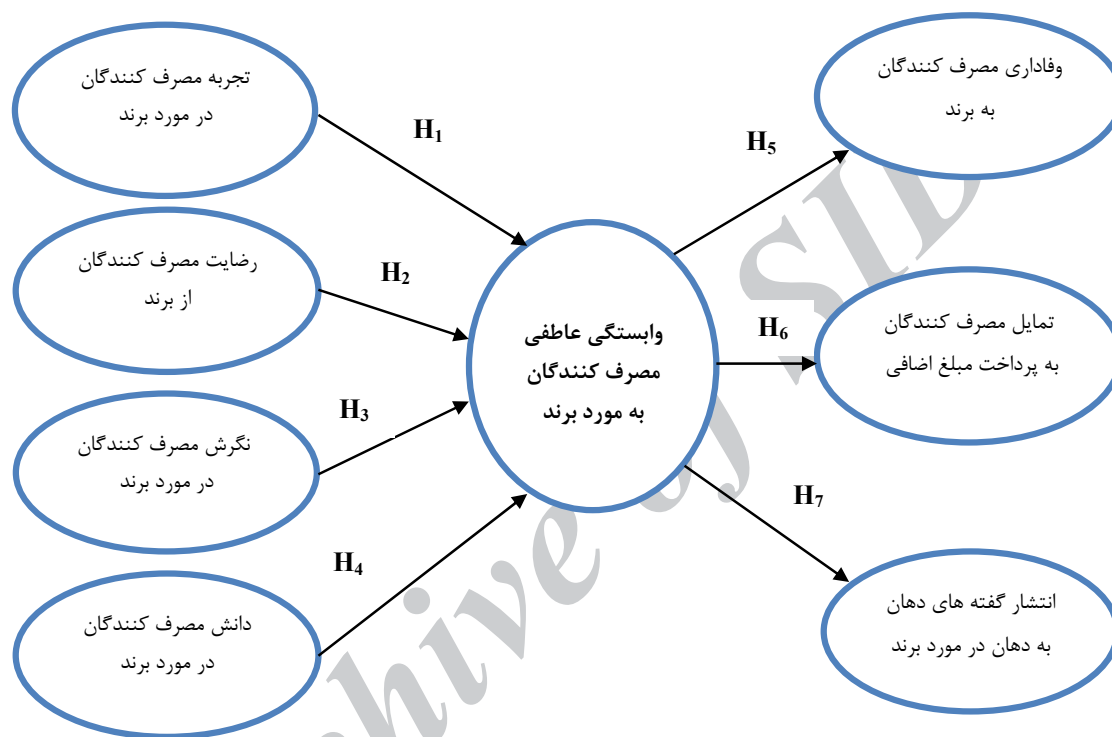 تجربه مصرف کنندگان
در مورد برند
رضایت مصرف کنندگان
از برند
نگرش مصرف کنندگان
در مورد برند
دانش مصرف کنندگان
در مورد برند
H1
H2
H3
H4
وابستگی عاطفی
مصرف کنندگان
به مورد برند
H5
H6
H7
وفاداری مصرف کنندگان
به برند
تمایل مصرف کنندگان
به پرداخت مبلغ اضافی
انتشار گفته های دهان
به دهان در مورد برند